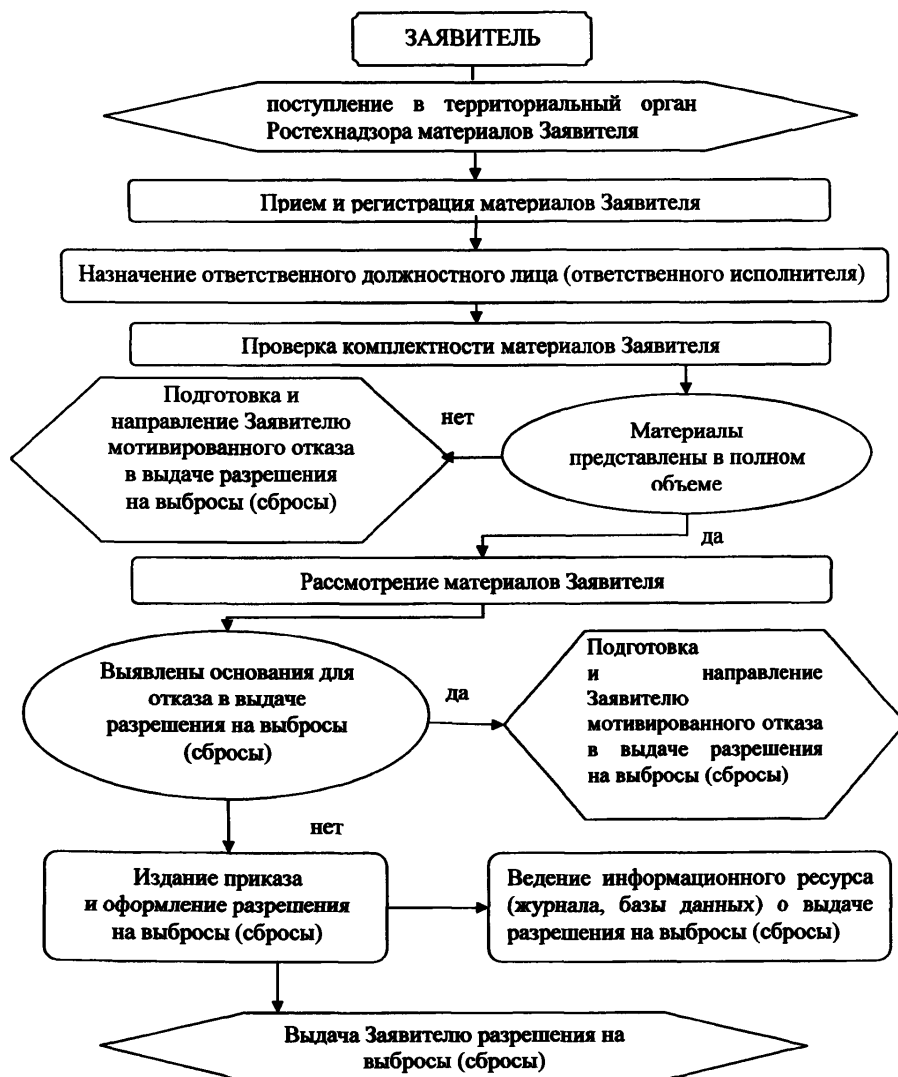 ЗАЯВИТЕЛЬ
поступление в территориальный орган
Ростехнадзора материалов Заявителя
Прием и регистрация материалов Заявителя
Назначение ответственного должностного лица (ответственного исполнителя)
Проверка комплектности материалов Заявителя
Подготовка и
направление Заявителю
мотивированного отказа
в выдаче разрешения
на выбросы (сбросы)
нет
Материалы
представлены в полном
объеме
да
Рассмотрение материалов Заявителя
Выявлены основания для
отказа в выдаче
разрешения на выбросы
(сбросы)
да
Подготовка
и направление
Заявителю
мотивированного отказа
в выдаче разрешения
на выбросы (сбросы)
нет
Издание приказа
и оформление разрешения
на выбросы (сбросы)
Ведение информационного ресурса
(журнала, базы данных) о выдаче
разрешения на выбросы (сбросы)
Выдача Заявителю разрешения на
выбросы (сбросы)